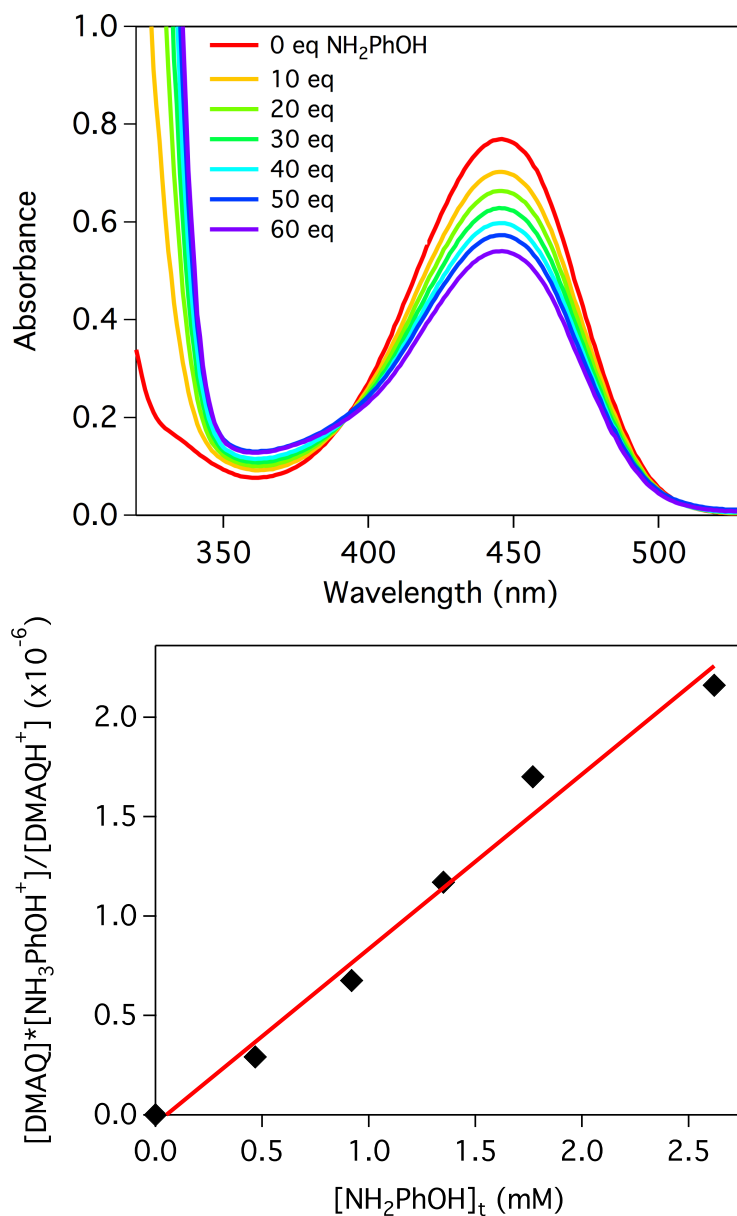 1.0
0.8
0.6
0.4
0.2
0.0
Absorbance
0 eq NH₂PhOH
10 eq
20 eq
30 eq
40 eq
50 eq
60 eq
350 400 450 500
Wavelength (nm)
[DMAQ]*[NH₃PhOH⁺]/[DMAQH⁺] (x10⁻⁶)
2.0
1.5
1.0
0.5
0.0
0.0 0.5 1.0 1.5 2.0 2.5
[NH₂PhOH]ₜ (mM)